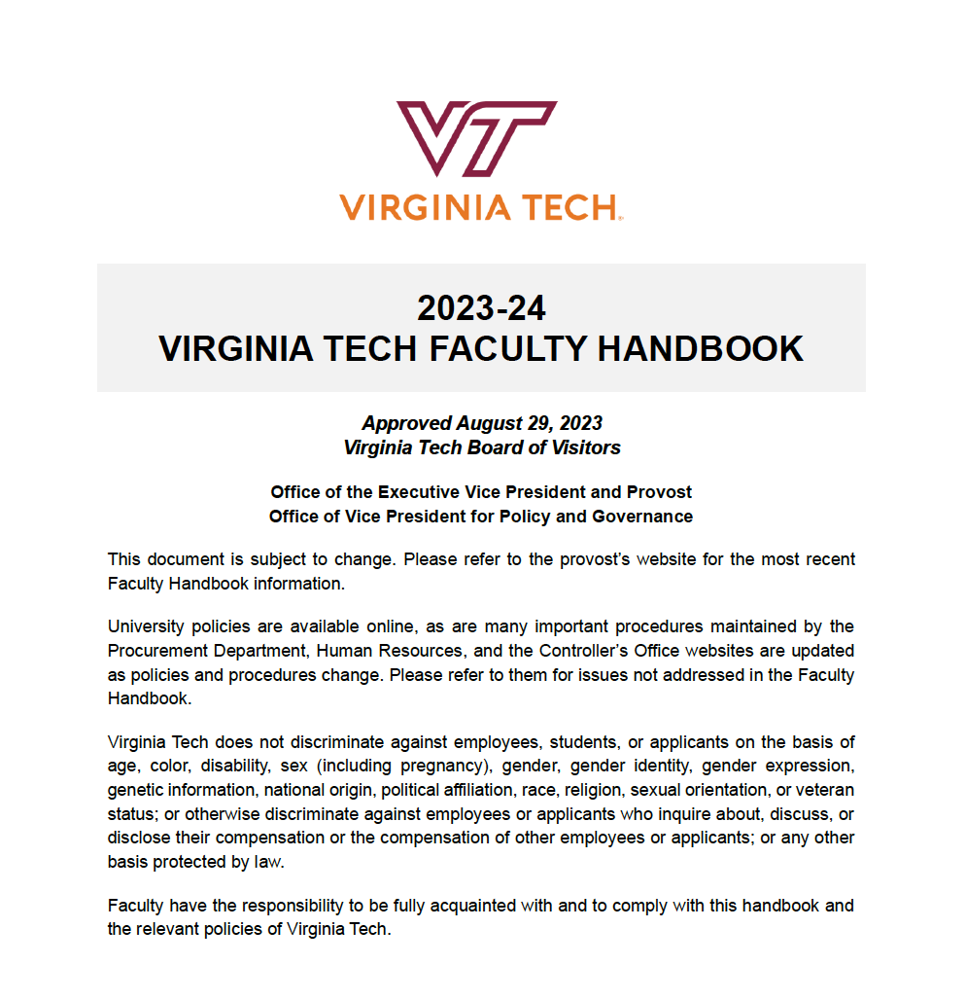 VT
VIRGINIA TECH.
2023-24
VIRGINIA TECH FACULTY HANDBOOK
Approved August 29, 2023
Virginia Tech Board of Visitors
Office of the Executive Vice President and Provost
Office of Vice President for Policy and Governance
This document is subject to change. Please refer to the provost’s website for the most recent
Faculty Handbook information.
University policies are available online, as are many important procedures maintained by the
Procurement Department, Human Resources, and the Controller’s Office websites are updated
as policies and procedures change. Please refer to them for issues not addressed in the Faculty
Handbook.
Virginia Tech does not discriminate against employees, students, or applicants on the basis of
age, color, disability, sex (including pregnancy), gender, gender identity, gender expression,
genetic information, national origin, political affiliation, race, religion, sexual orientation, or veteran
status; or otherwise discriminate against employees or applicants who inquire about, discuss, or
disclose their compensation or the compensation of other employees or applicants; or any other
basis protected by law.
Faculty have the responsibility to be fully acquainted with and to comply with this handbook and
the relevant policies of Virginia Tech.